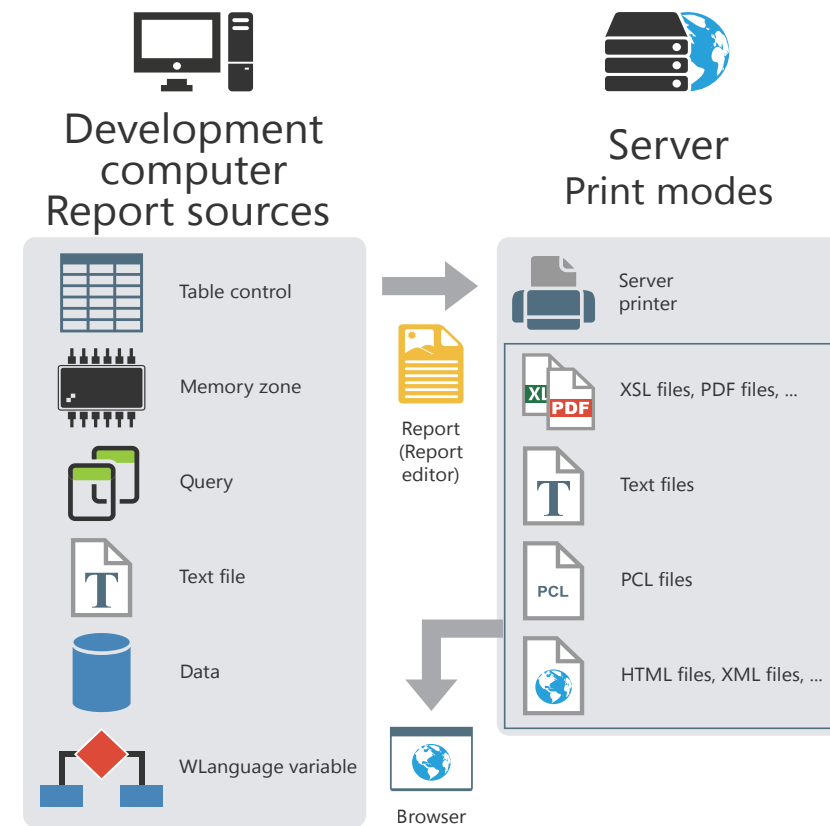 Development
computer
Report sources
Table control
Memory zone
Query
Text file
Data
WLanguage variable
Report
(Report
editor)
Browser
Server
Print modes
Server
printer
XL
PDF
XSL files, PDF files, ...
T
Text files
PCL
PCL files
HTML files, XML files, ...
T